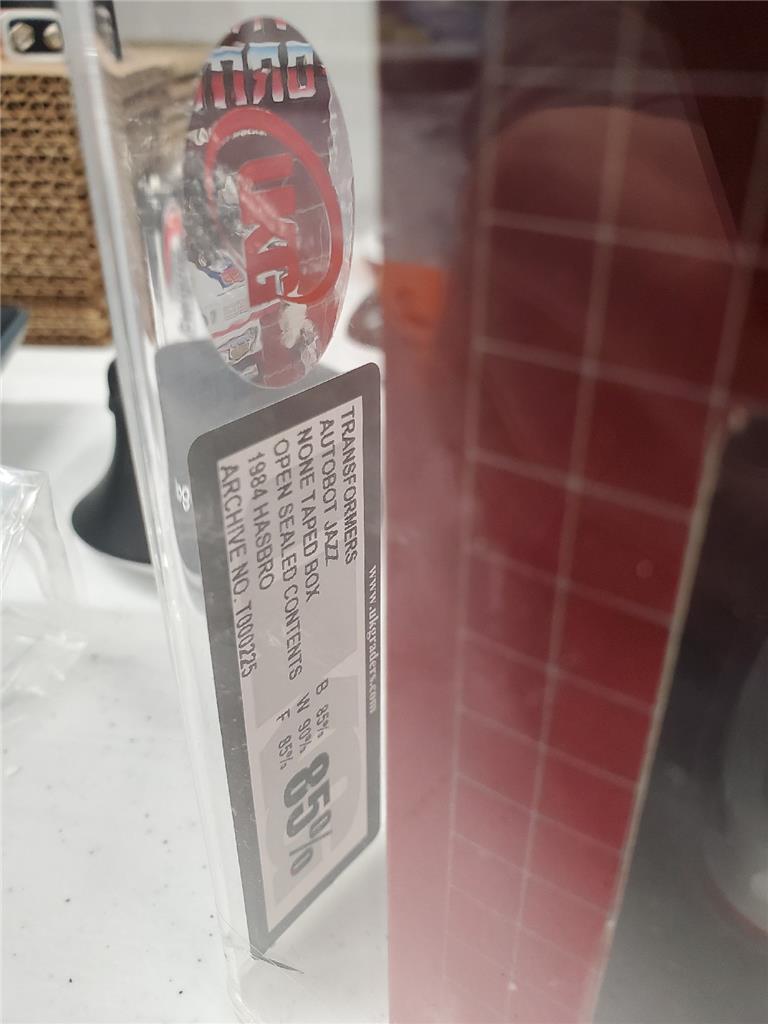 UKG
TRANSFORMERS
AUTOBOT JAZZ
NONE TAPED BOX
OPEN SEALED CONTENTS
1984 HASBRO
ARCHIVE NO. T000225
B 85%
W 90%
F 85%
85%
www.ukgraders.com